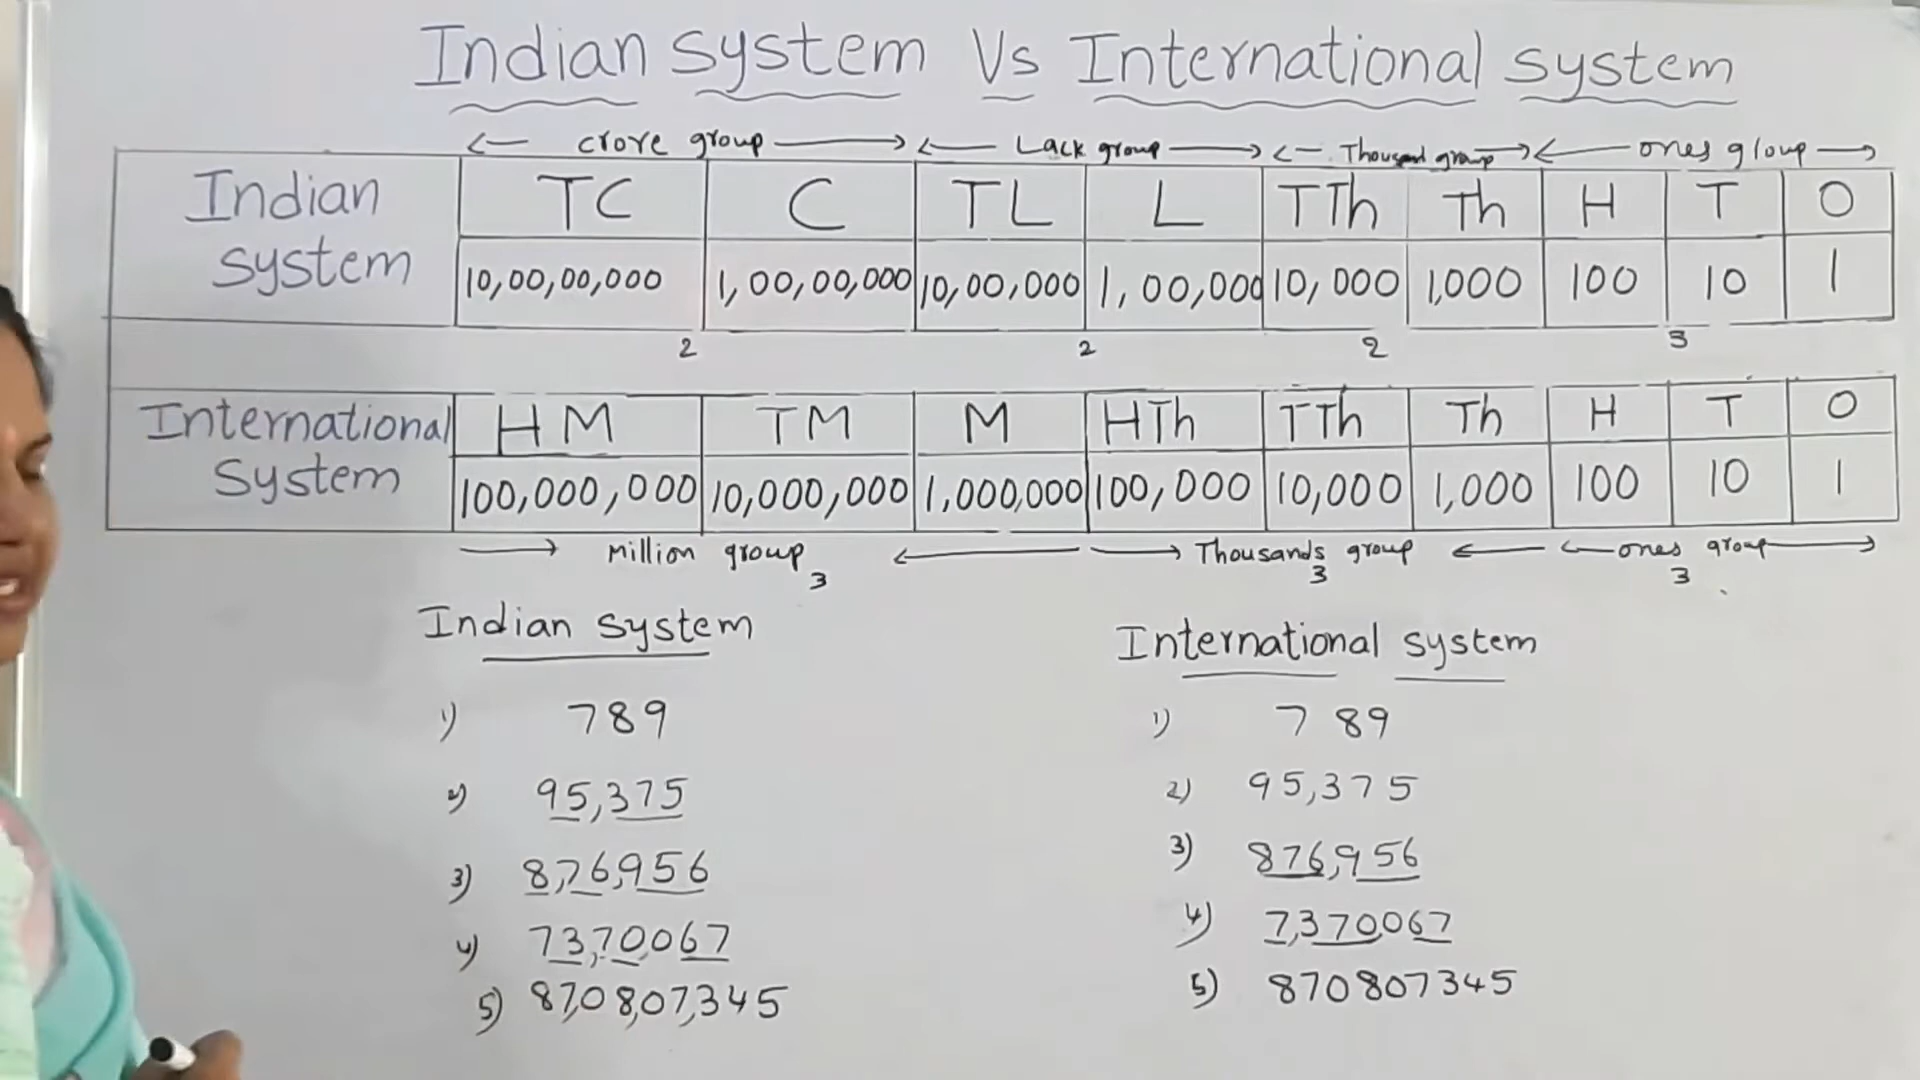 Indian system Vs International system
crore group Lack group Thousand group ones group
Indian system TC C TL L TTh Th H T O
10,00,00,000 1,00,00,000 10,00,000 1,00,000 10,000 1,000 100 10 1
2 2 2 3
International System HM TM M HTh TTh Th H T O
100,000,000 10,000,000 1,000,000 100,000 10,000 1,000 100 10 1
Million group 3 Thousands group 3 ones group 3
Indian system
1) 789
2) 95,375
3) 8,76,956
4) 73,70,067
5) 87,08,07,345
International system
1) 789
2) 95,375
3) 876,956
4) 7,370,067
5) 870807345